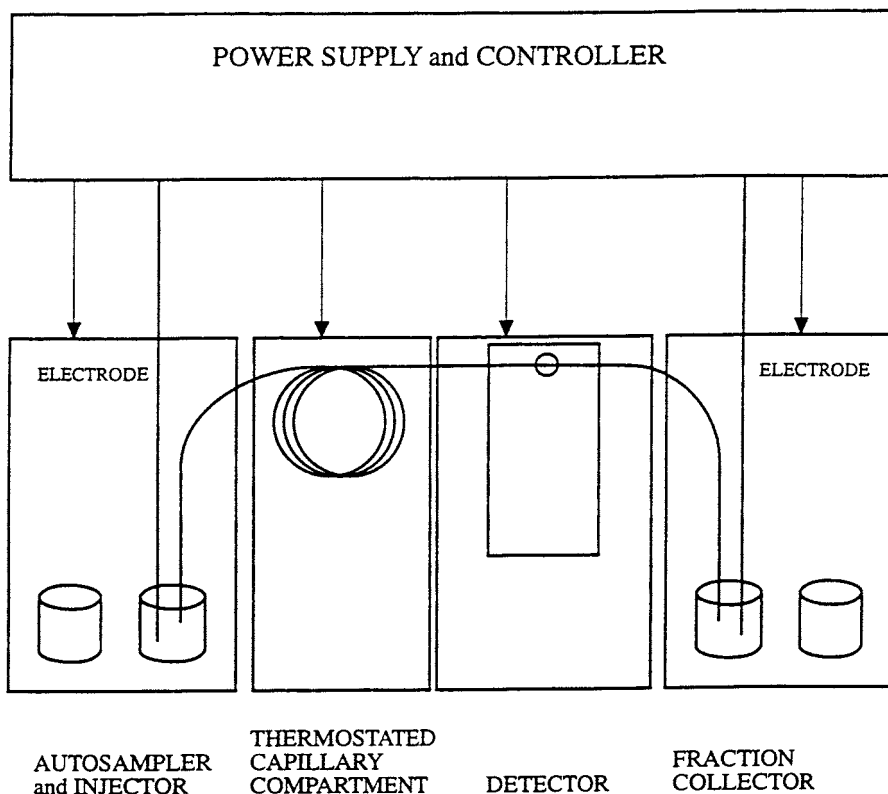 POWER SUPPLY and CONTROLLER
ELECTRODE
ELECTRODE
AUTOSAMPLER
and INJECTOR
THERMOSTATED
CAPILLARY
COMPARTMENT
DETECTOR
FRACTION
COLLECTOR